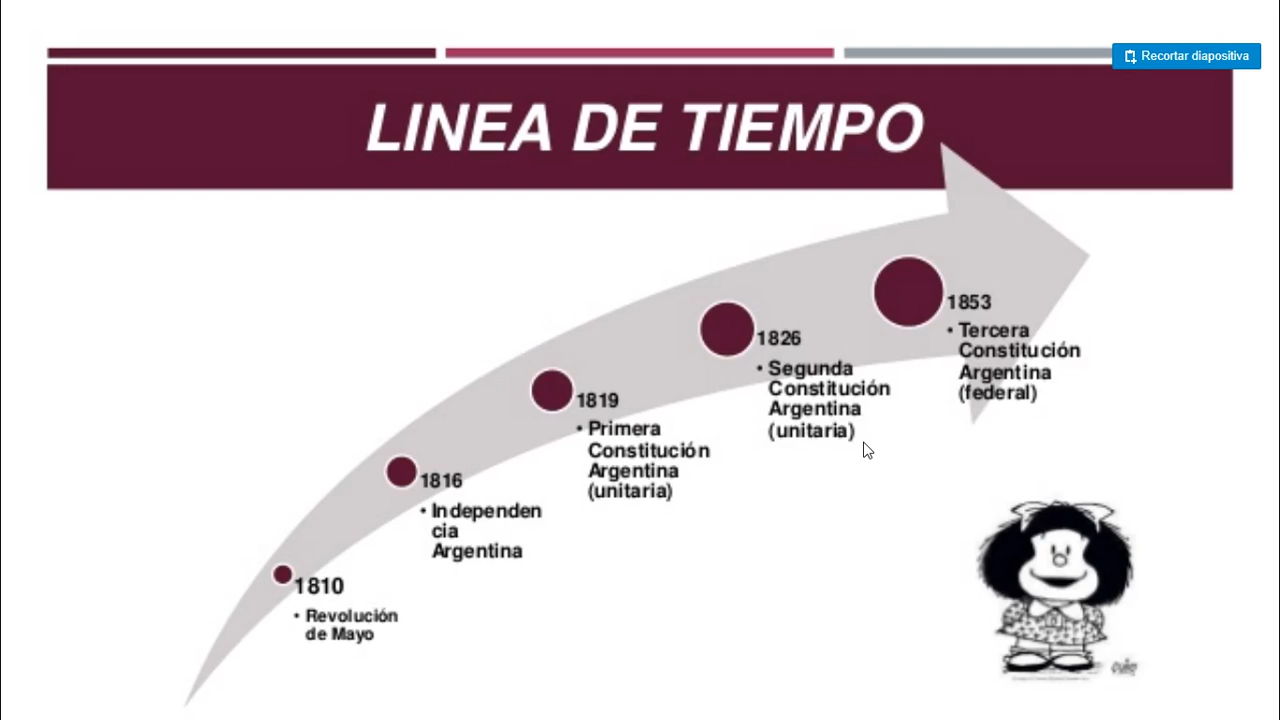 Recortar diapositiva
LINEA DE TIEMPO
1810
• Revolución
de Mayo
1816
• Independen
cia
Argentina
1819
• Primera
Constitución
Argentina
(unitaria)
1826
• Segunda
Constitución
Argentina
(unitaria)
1853
• Tercera
Constitución
Argentina
(federal)